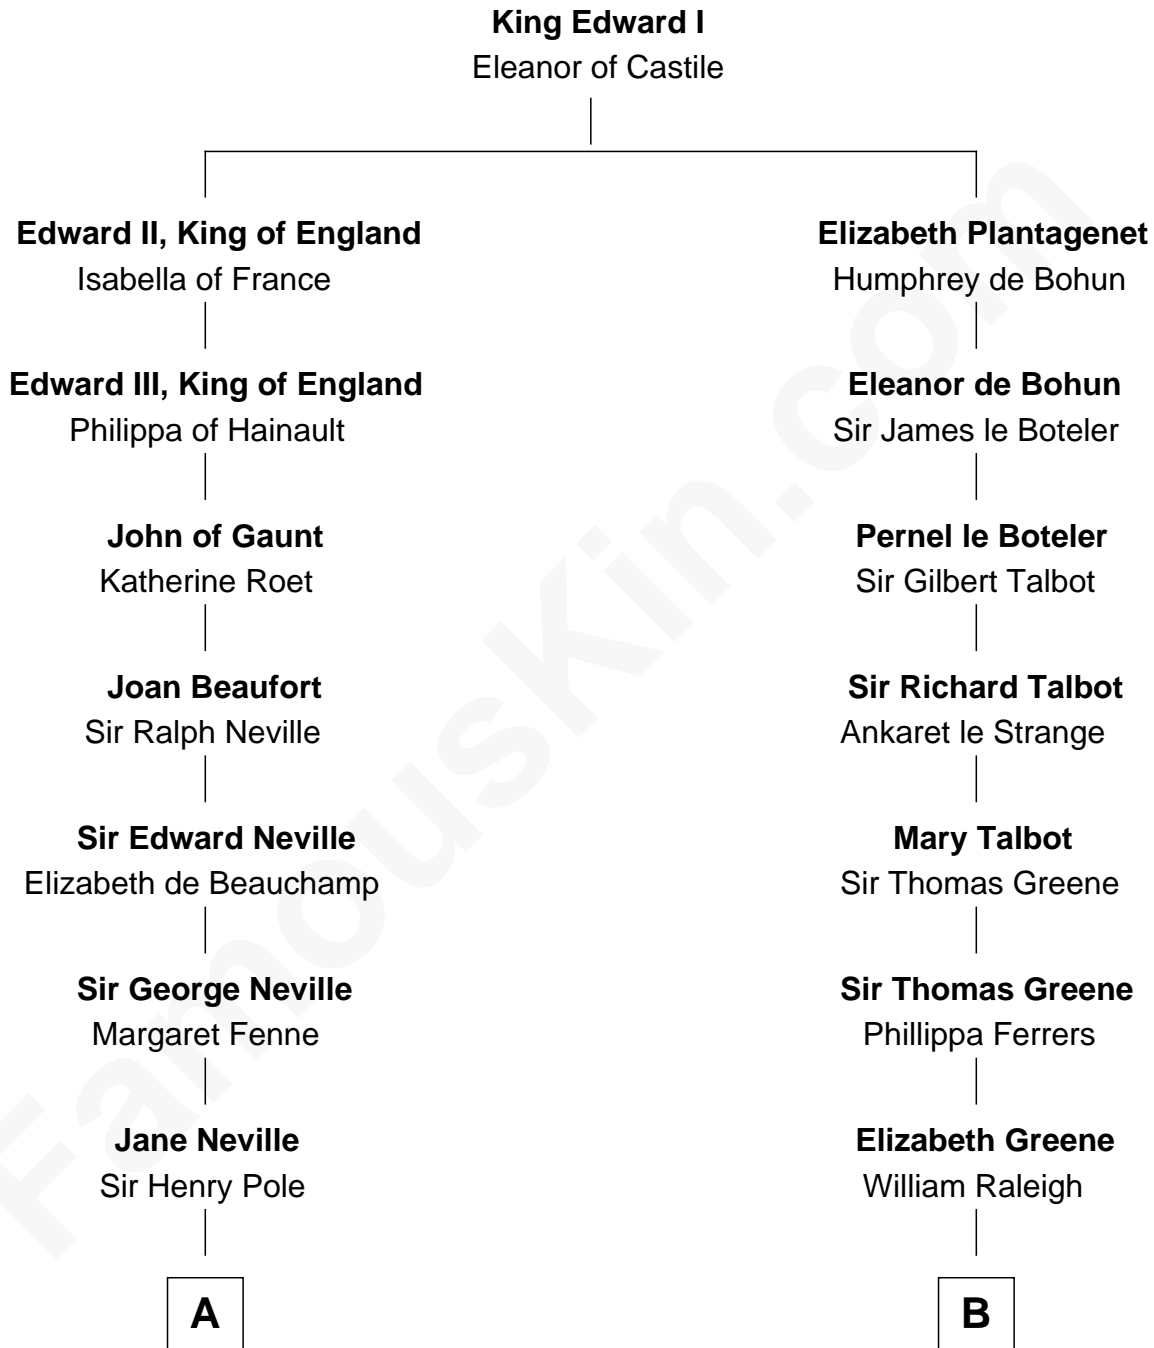 King Edward I
Eleanor of Castile
Edward II, King of England
Isabella of France
Elizabeth Plantagenet
Humphrey de Bohun
Edward III, King of England
Philippa of Hainault
Eleanor de Bohun
Sir James le Boteler
John of Gaunt
Katherine Roet
Pernel le Boteler
Sir Gilbert Talbot
Joan Beaufort
Sir Ralph Neville
Sir Richard Talbot
Ankaret le Strange
Sir Edward Neville
Elizabeth de Beauchamp
Mary Talbot
Sir Thomas Greene
Sir George Neville
Margaret Fenne
Sir Thomas Greene
Phillippa Ferrers
Jane Neville
Sir Henry Pole
Elizabeth Greene
William Raleigh
A
B
FamousKin.com